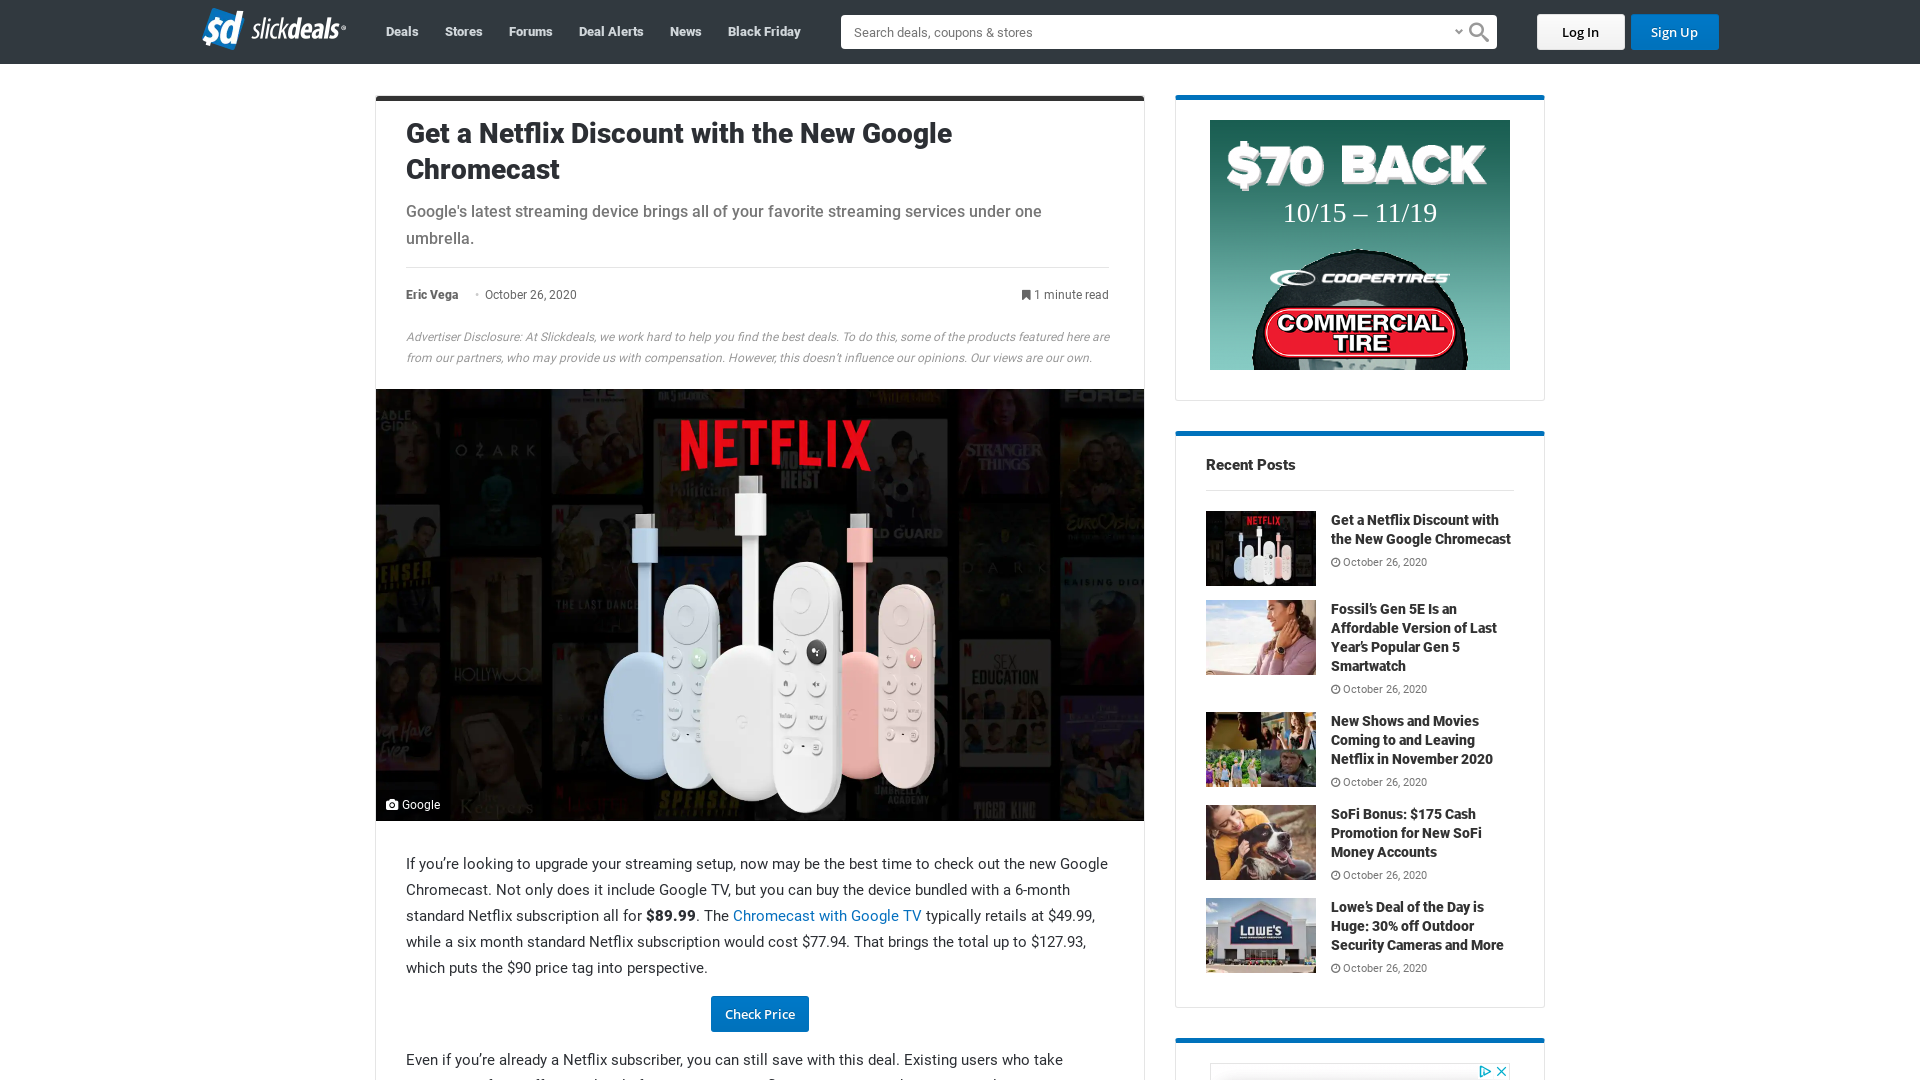 sd slickdeals
Deals
Stores
Forums
Deal Alerts
News
Black Friday
Search deals, coupons & stores
Log In
Sign Up
Get a Netflix Discount with the New Google
Chromecast
Google's latest streaming device brings all of your favorite streaming services under one
umbrella.
Eric Vega • October 26, 2020
1 minute read
Advertiser Disclosure: At Slickdeals, we work hard to help you find the best deals. To do this, some of the products featured here are
from our partners, who may provide us with compensation. However, this doesn’t influence our opinions. Our views are our own.
NETFLIX
OZARK
MONEY
HEIST
STRANGER
THINGS
THE LAST DANCE
HOLLYWOOD
SEX
EDUCATION
TIGER KING
Google
If you’re looking to upgrade your streaming setup, now may be the best time to check out the new Google
Chromecast. Not only does it include Google TV, but you can buy the device bundled with a 6-month
standard Netflix subscription all for $89.99. The Chromecast with Google TV typically retails at $49.99,
while a six month standard Netflix subscription would cost $77.94. That brings the total up to $127.93,
which puts the $90 price tag into perspective.
Check Price
Even if you’re already a Netflix subscriber, you can still save with this deal. Existing users who take
$70 BACK
10/15 – 11/19
COOPERTIRES
COMMERCIAL
TIRE
Recent Posts
NETFLIX
Get a Netflix Discount with
the New Google Chromecast
October 26, 2020
Fossil’s Gen 5E Is an
Affordable Version of Last
Year’s Popular Gen 5
Smartwatch
October 26, 2020
New Shows and Movies
Coming to and Leaving
Netflix in November 2020
October 26, 2020
SoFi Bonus: $175 Cash
Promotion for New SoFi
Money Accounts
October 26, 2020
LOWE'S
Lowe’s Deal of the Day is
Huge: 30% off Outdoor
Security Cameras and More
October 26, 2020